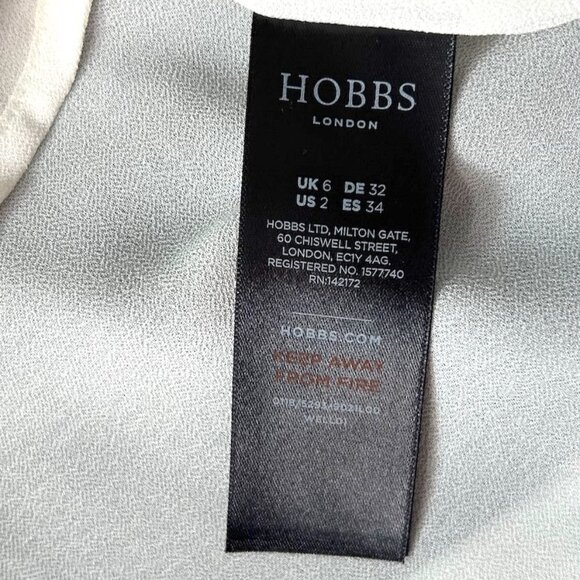 HOBBS
LONDON
UK 6 DE 32
US 2 ES 34
HOBBS LTD, MILTON GATE,
60 CHISWELL STREET,
LONDON, EC1Y 4AG.
REGISTERED NO. 1577740
RN:142172
HOBBS.COM
KEEP AWAY
FROM FIRE
WELL01